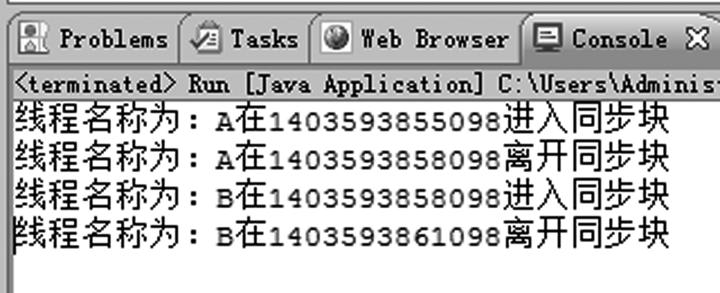 Problems Tasks Web Browser Console
<terminated> Run [Java Application] C:\Users\Adminis
线程名称为：A在1403593855098进入同步块
线程名称为：A在1403593858098离开同步块
线程名称为：B在1403593858098进入同步块
线程名称为：B在1403593861098离开同步块